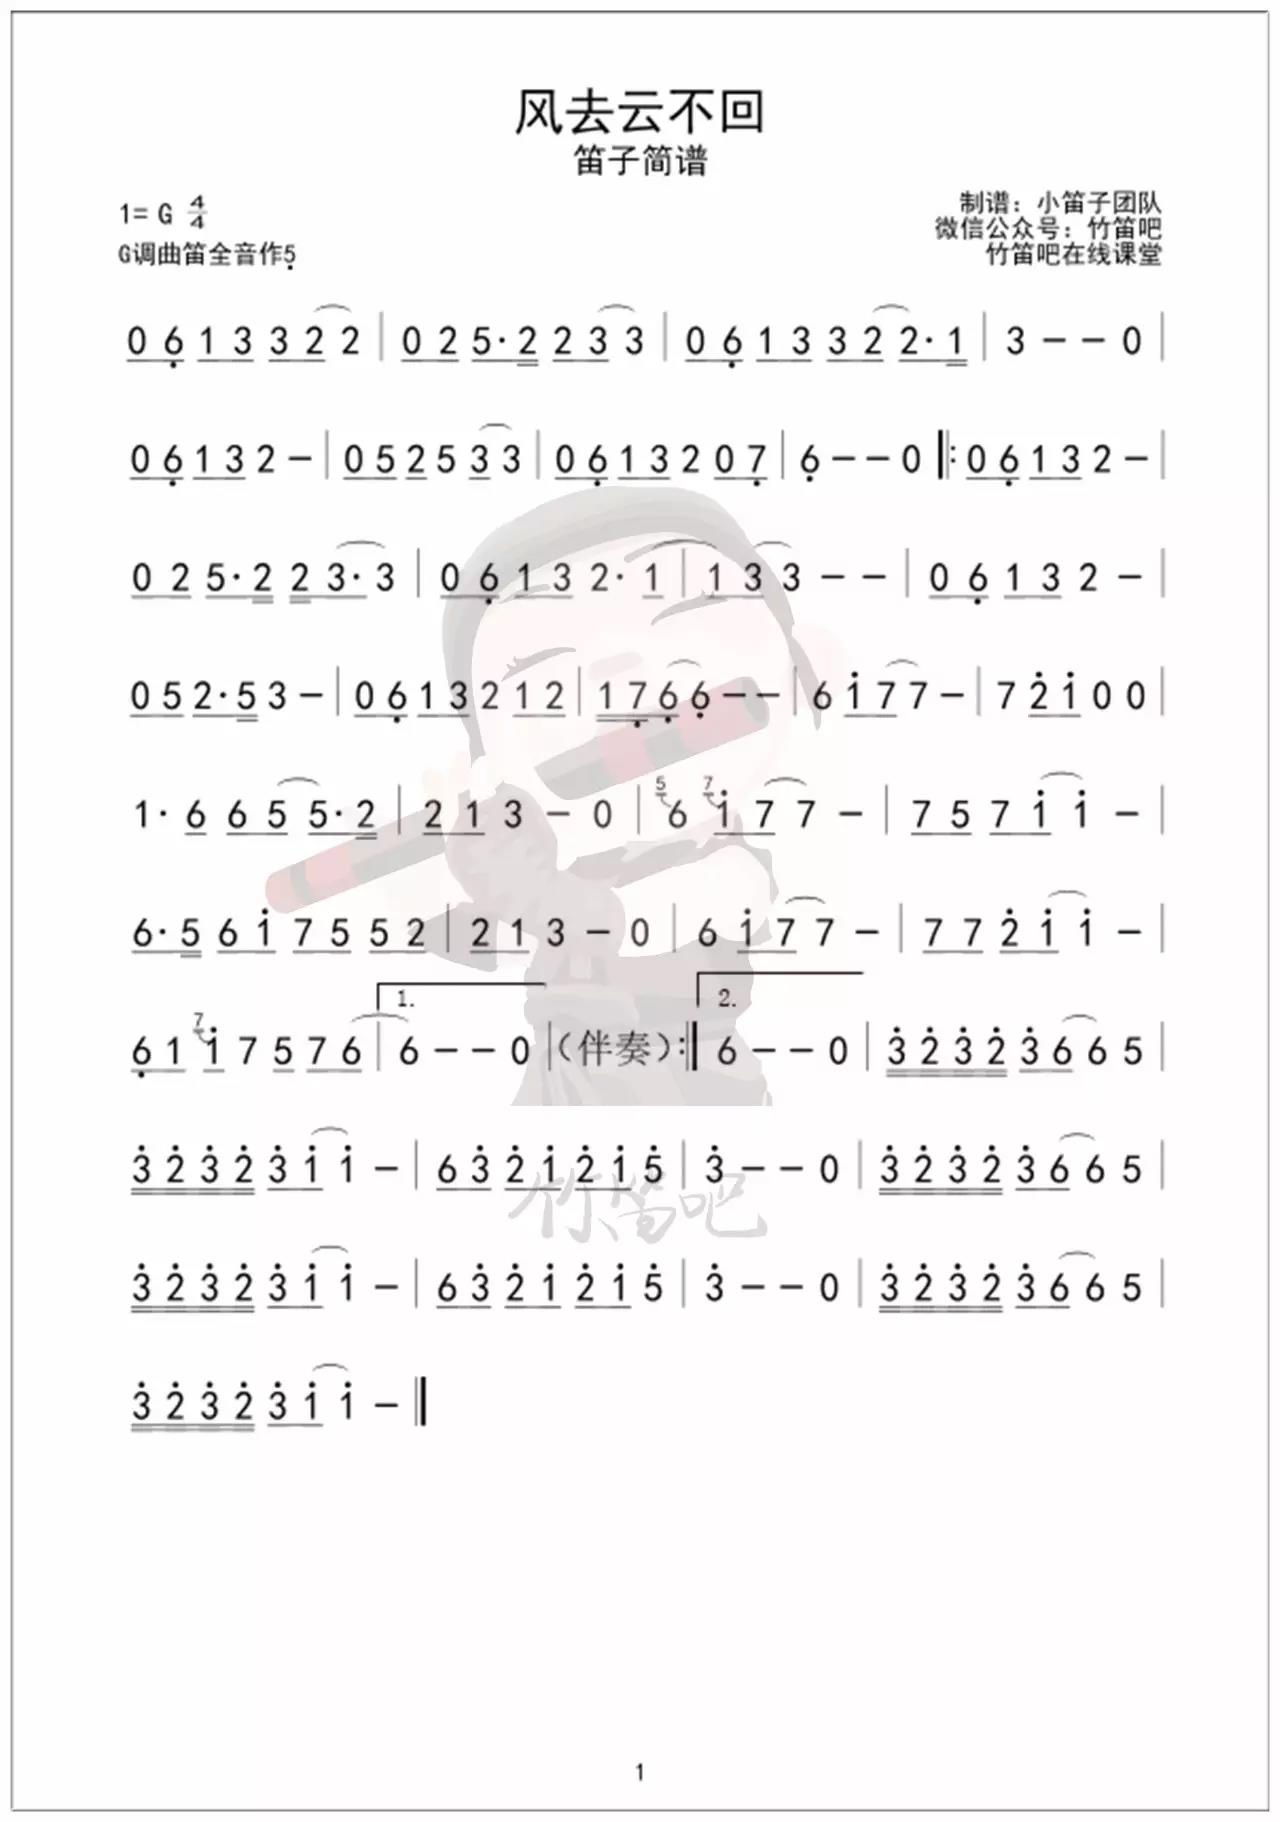 风去云不回
笛子简谱
1= G 4/4
制谱：小笛子团队
G调曲笛全音作5̣
微信公众号：竹笛吧
竹笛吧在线课堂
0 6̣ 1 3 3 2 2 | 0 2 5· 2 2 3 3 | 0 6̣ 1 3 3 2 2· 1 | 3 － － 0 |
0 6̣ 1 3 2 － | 0 5 2 5 3 3 | 0 6̣ 1 3 2 0 7̣ | 6̣ － － 0 ‖: 0 6̣ 1 3 2 － |
0 2 5· 2 2 3· 3 | 0 6̣ 1 3 2· 1 | 1 3 3 － － | 0 6̣ 1 3 2 － |
0 5 2· 5 3 － | 0 6̣ 1 3 2 1 2 | 1 7̣ 6̣ 6̣ － － | 6 1̇ 7 7 － | 7 2̇ 1̇ 0 0 |
1· 6 6 5 5· 2 | 2 1 3 － 0 | 5 6 7 1̇ 7 7 － | 7 5 7 1̇ 1̇ － |
6· 5 6 1̇ 7 5 5 2 | 2 1 3 － 0 | 6 1̇ 7 7 － | 7 7 2̇ 1̇ 1̇ － |
1. 2.
6̣ 1 7 1̇ 7 5 7 6 | 6 － － 0 |（伴奏）:‖ 6 － － 0 | 3̇ 2̇ 3̇ 2̇ 3̇ 6 6 5 |
3̇ 2̇ 3̇ 2̇ 3̇ 1̇ 1̇ － | 6 3̇ 2̇ 1̇ 2̇ 1̇ 5̇ | 3̇ － － 0 | 3̇ 2̇ 3̇ 2̇ 3̇ 6 6 5 |
竹笛吧
3̇ 2̇ 3̇ 2̇ 3̇ 1̇ 1̇ － | 6 3̇ 2̇ 1̇ 2̇ 1̇ 5̇ | 3̇ － － 0 | 3̇ 2̇ 3̇ 2̇ 3̇ 6 6 5 |
3̇ 2̇ 3̇ 2̇ 3̇ 1̇ 1̇ － ‖
1